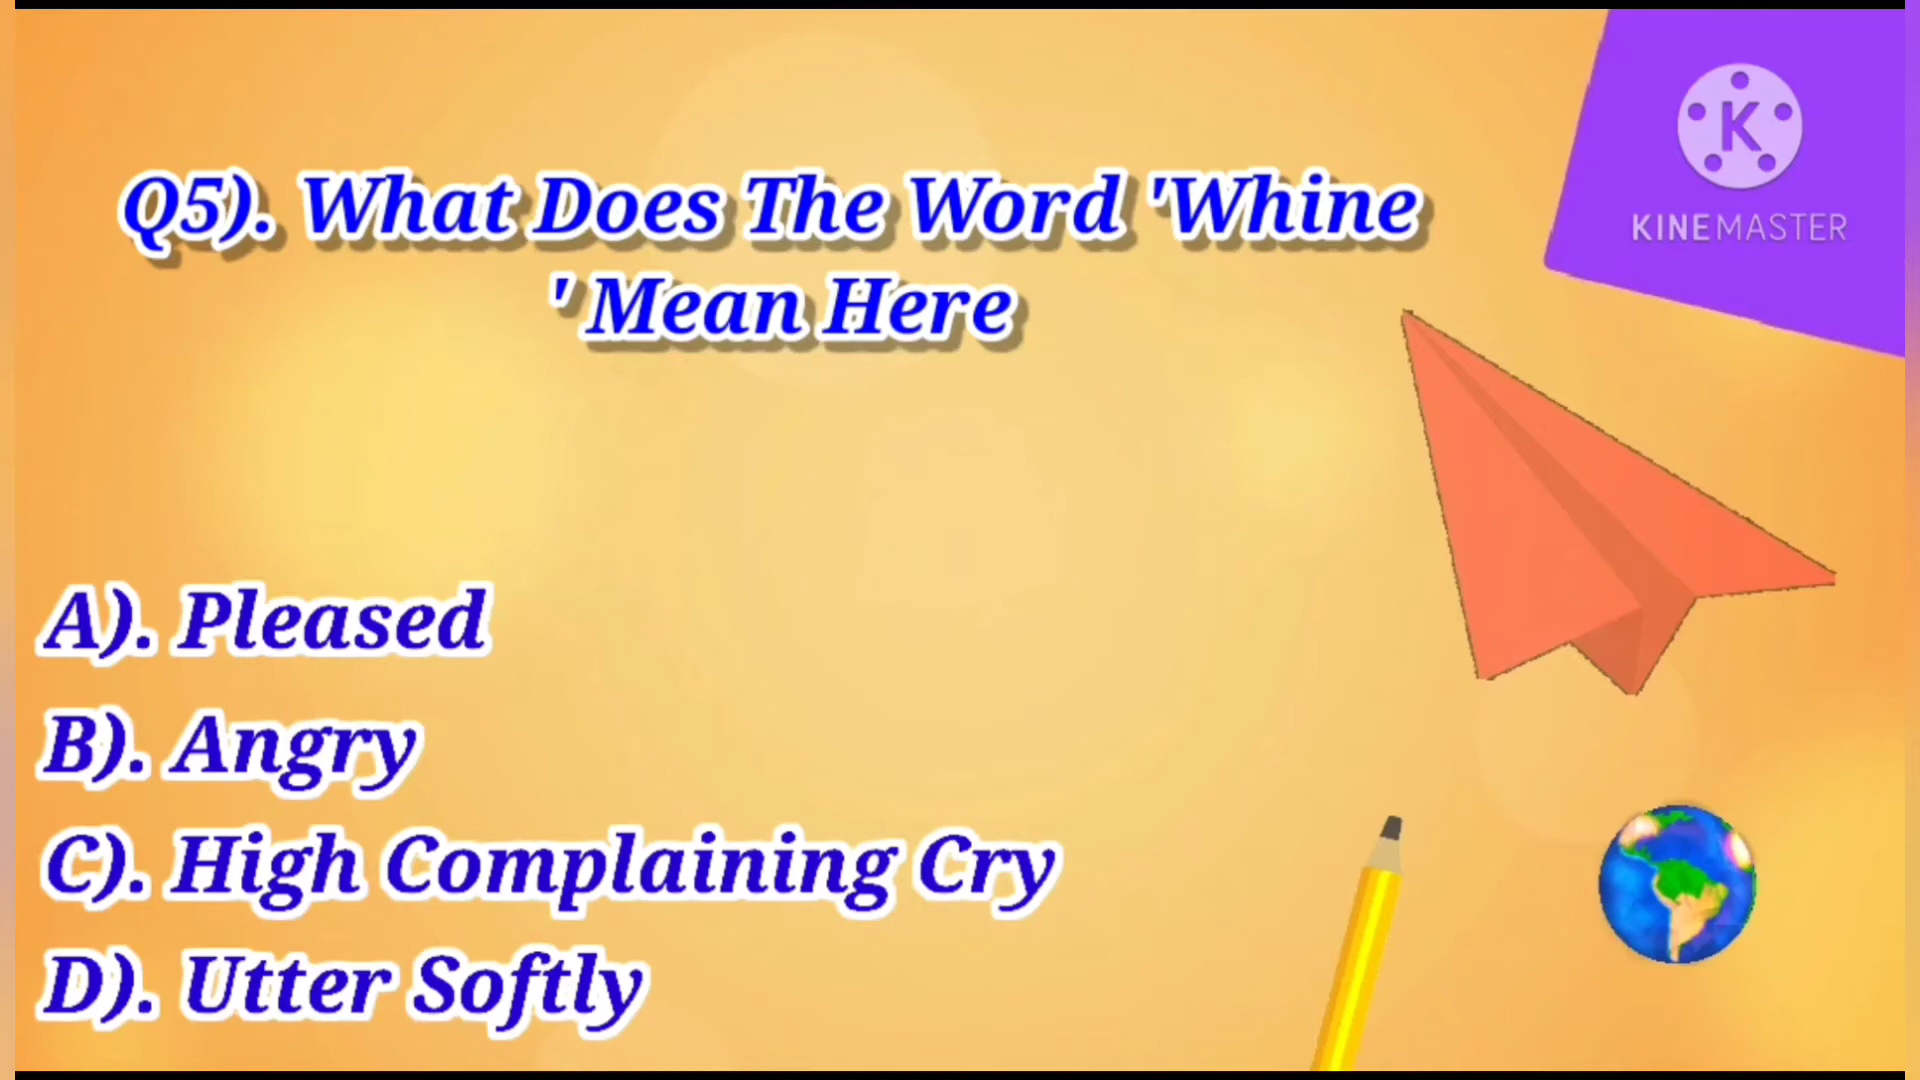 Q5). What Does The Word 'Whine
' Mean Here
K
KINEMASTER
A). Pleased
B). Angry
C). High Complaining Cry
D). Utter Softly